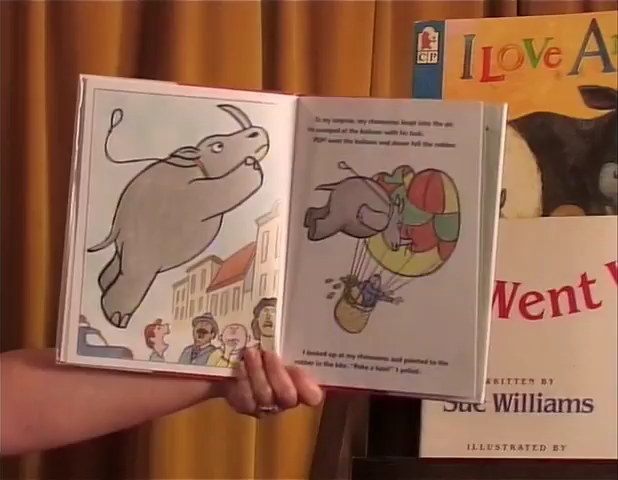 To my surprise, my rhinoceros leapt into the air.
He swooped at the balloon with his tusk.
POP! went the balloon and down fell the robber.
I looked up at my rhinoceros and pointed to the
robber in the kite. "Poke a hole!" I yelled.
CP
I LOVE A
Went
WRITTEN BY
Sue Williams
ILLUSTRATED BY